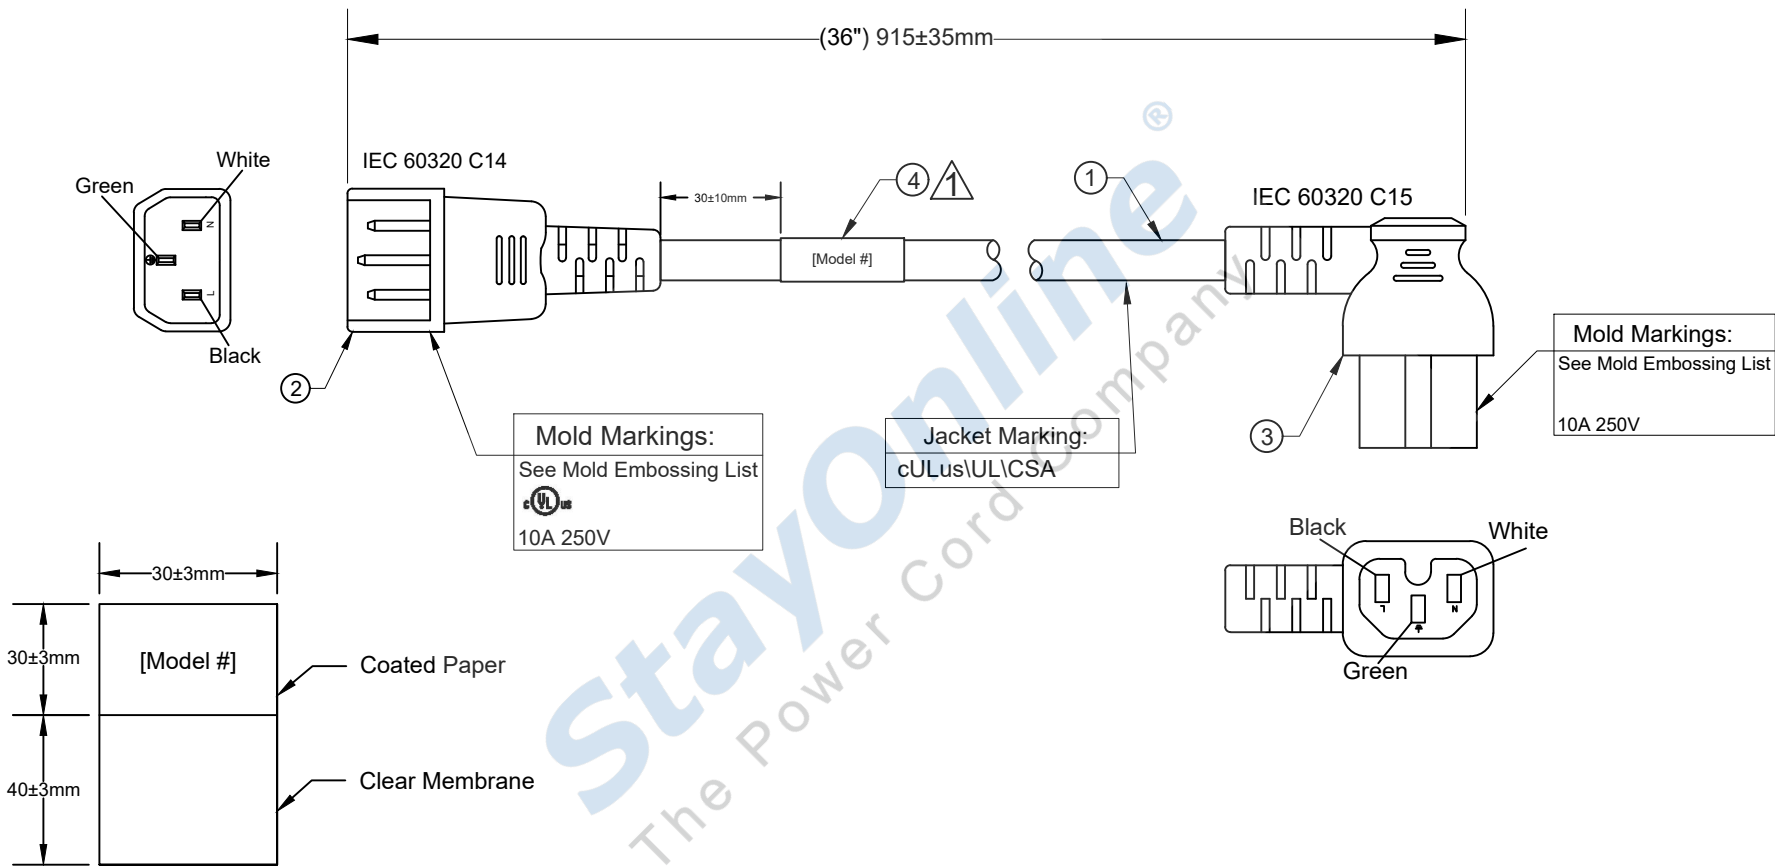 (36") 915±35mm
IEC 60320 C14
White
Green
N
L
Black
30±10mm
4
1
[Model #]
1
IEC 60320 C15
2
3
Mold Markings:
See Mold Embossing List
c UL us
10A 250V
Jacket Marking:
cULus\UL\CSA
Mold Markings:
See Mold Embossing List
10A 250V
Black
White
L
N
Green
30±3mm
30±3mm
[Model #]
Coated Paper
40±3mm
Clear Membrane
StayOnline®
The Power Cord Company